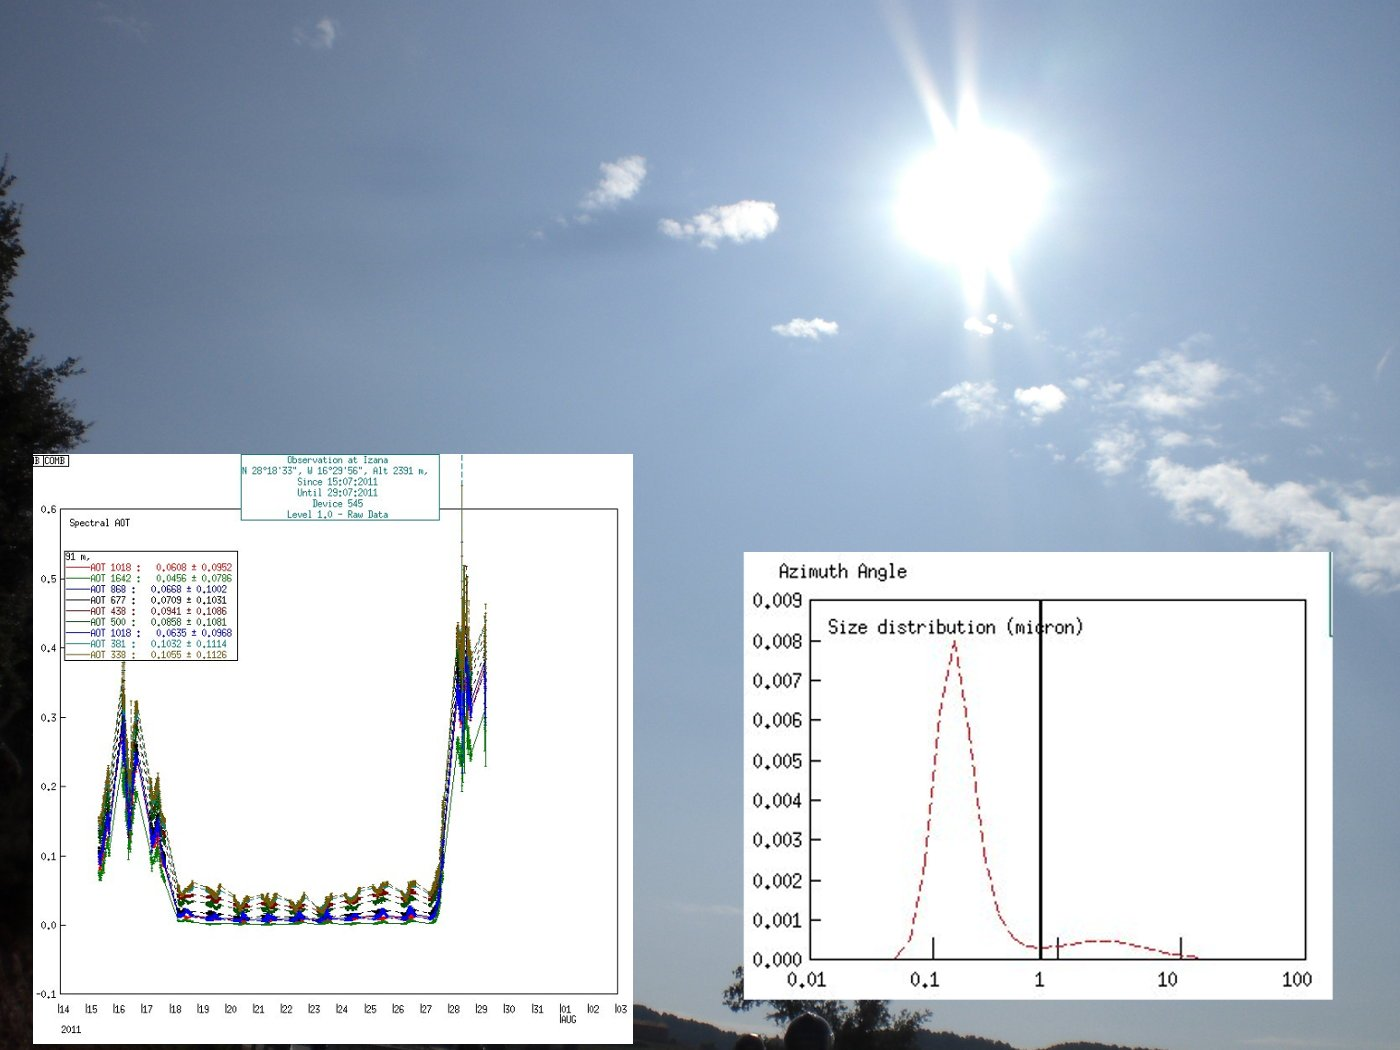 B COMB
Observation at Izana
N 28°18'33", W 16°29'56", Alt 2391 m,
Since 15:07:2011
Until 29:07:2011
Device 545
Level 1.0 - Raw Data
Spectral AOT
91 m,
AOT 1018 : 0.0608 ± 0.0952
AOT 1642 : 0.0456 ± 0.0786
AOT 868 : 0.0668 ± 0.1002
AOT 677 : 0.0709 ± 0.1031
AOT 438 : 0.0941 ± 0.1086
AOT 500 : 0.0858 ± 0.1081
AOT 1018 : 0.0635 ± 0.0968
AOT 381 : 0.1032 ± 0.1114
AOT 338 : 0.1055 ± 0.1126
0.6
0.5
0.4
0.3
0.2
0.1
0.0
-0.1
14 15 16 17 18 19 20 21 22 23 24 25 26 27 28 29 30 31 01 02 03
AUG
2011
Azimuth Angle
Size distribution (micron)
0.009
0.008
0.007
0.006
0.005
0.004
0.003
0.002
0.001
0.000
0.01 0.1 1 10 100